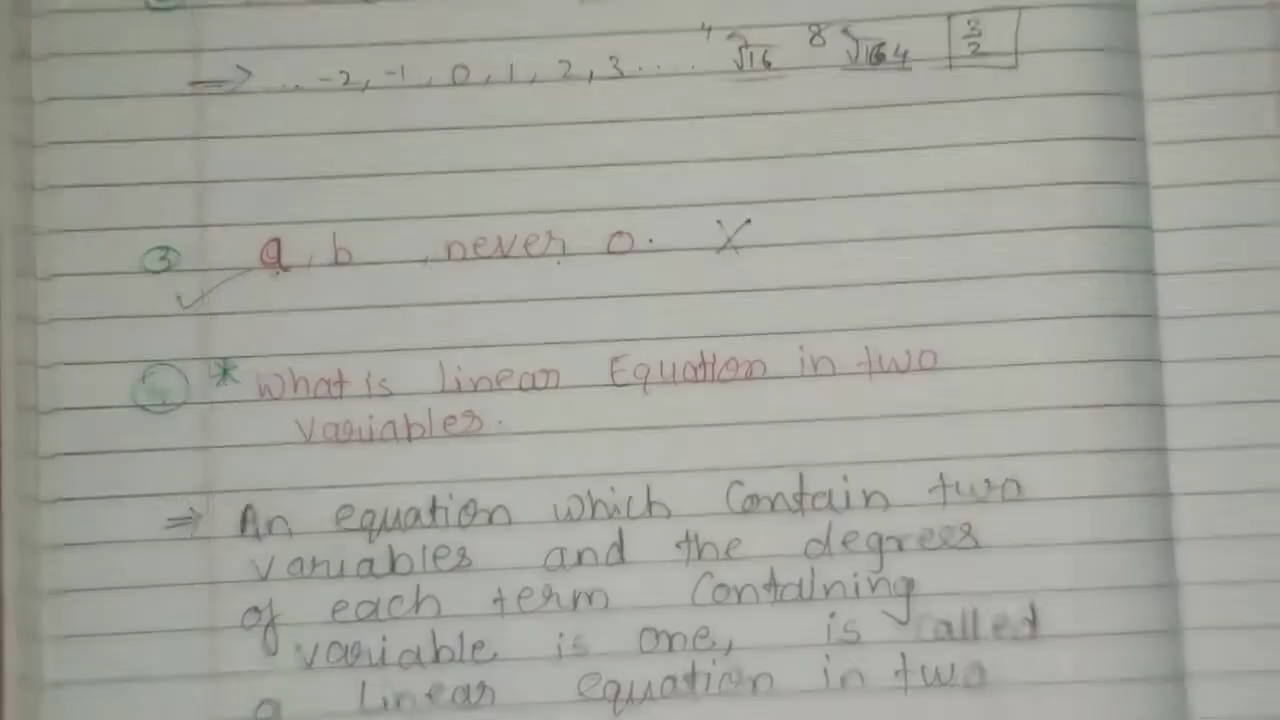 ⇒ ... -2, -1, 0, 1, 2, 3 .... ⁴√16 ⁸√164 3/2
③ a, b, never 0. X
* What is linear Equation in two
variables.
⇒ An equation which contain two
variables and the degrees
of each term containing
variable is one, is called
a linear equation in two